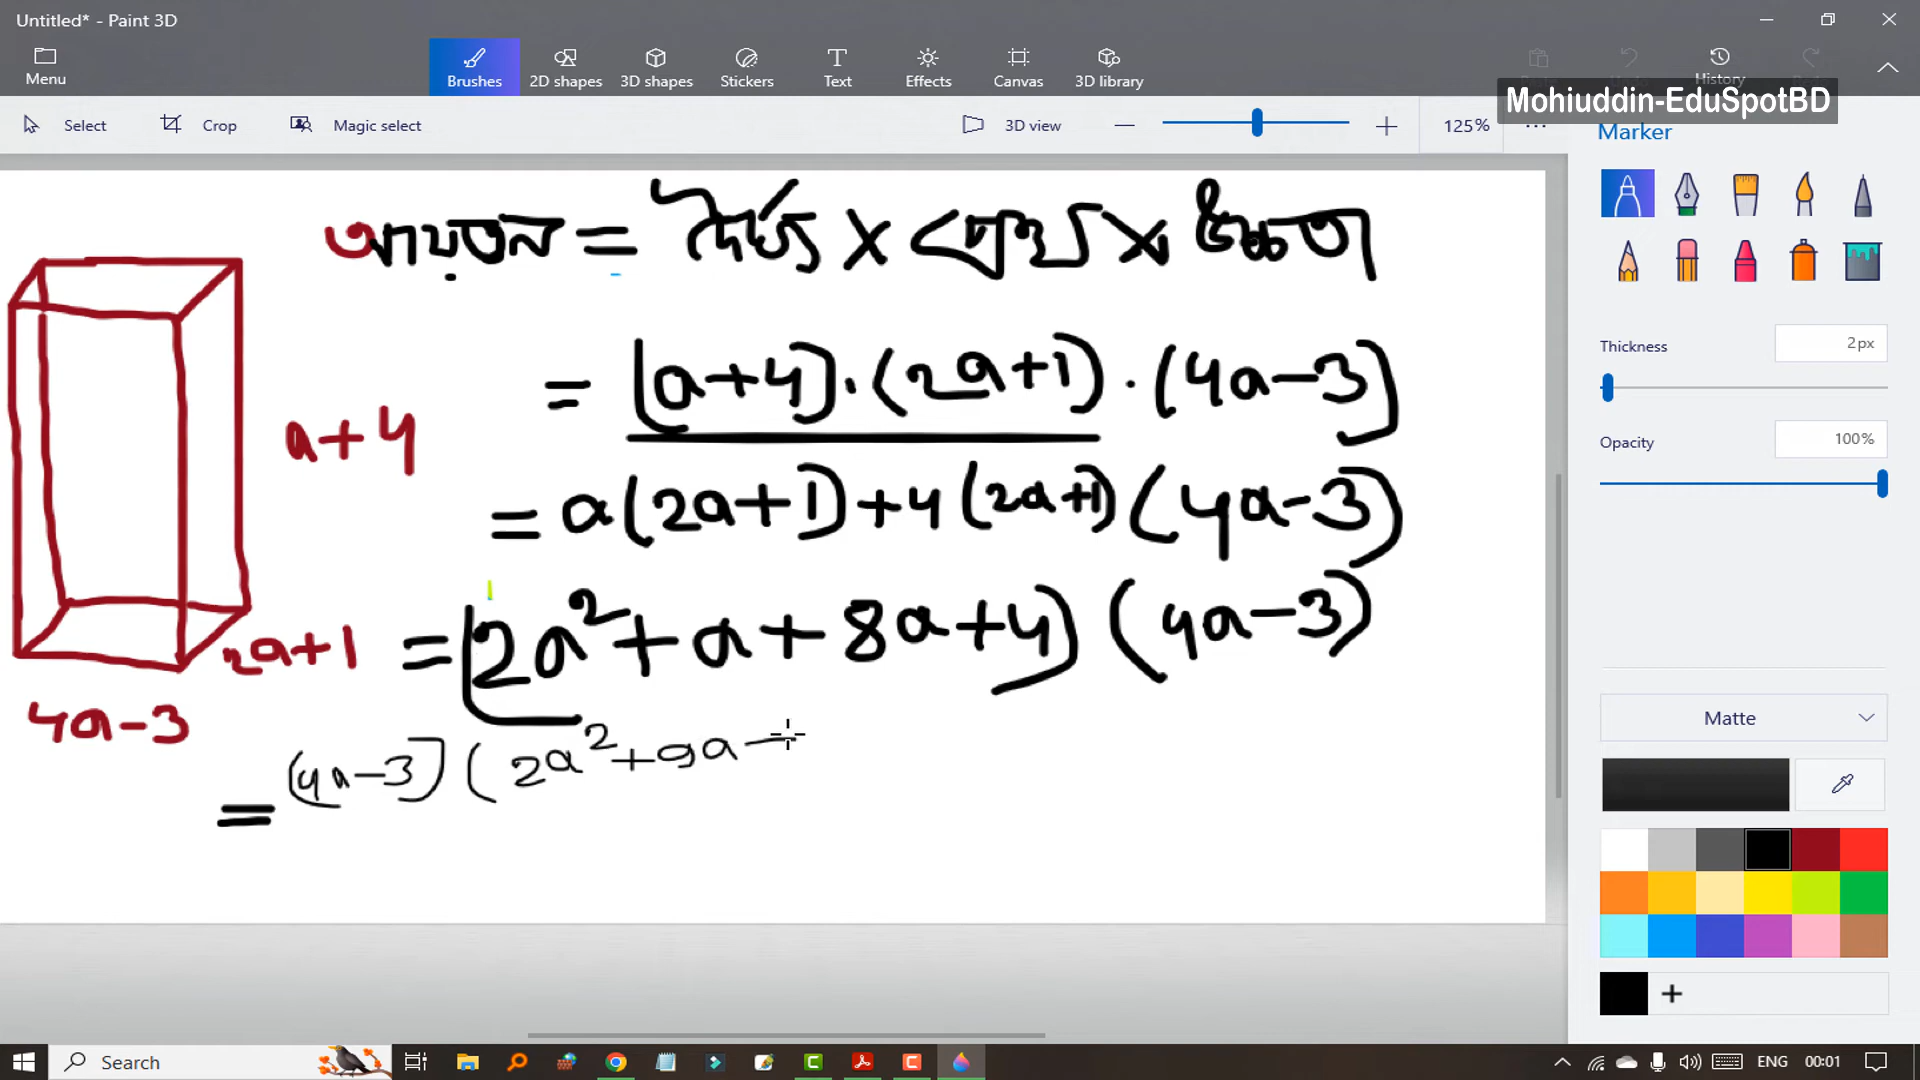 Untitled* - Paint 3D
Menu
Brushes
2D shapes
3D shapes
Stickers
Text
Effects
Canvas
3D library
History
Mohiuddin-EduSpotBD
Select
Crop
Magic select
3D view
125%
Marker
Thickness
2px
Opacity
100%
Matte
আয়তন = দৈর্ঘ্য × প্রস্থ × উচ্চতা
= (a+4)·(2a+1)·(4a-3)
= a(2a+1)+4(2a+1)(4a-3)
= (2a²+a+8a+4)(4a-3)
= (4a-3)(2a²+9a
a+4
2a+1
4a-3
Search
ENG
00:01